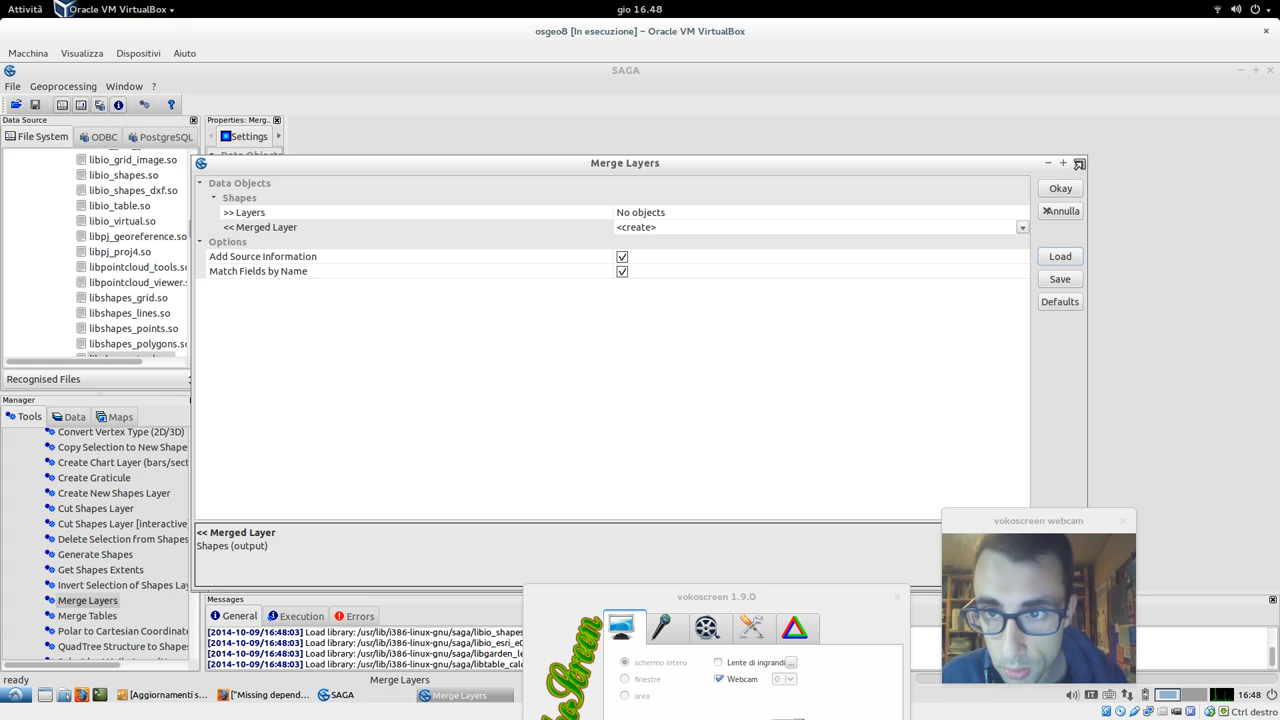 Attività
Oracle VM VirtualBox
gio 16.48
osgeo8 [In esecuzione] – Oracle VM VirtualBox
Macchina Visualizza Dispositivi Aiuto
SAGA
File Geoprocessing Window ?
Data Source
Properties: Merg..
File System ODBC PostgreSQL
Settings
Merge Layers
libio_grid_image.so
libio_shapes.so
libio_shapes_dxf.so
libio_table.so
libio_virtual.so
libpj_georeference.so
libpj_proj4.so
libpointcloud_tools.s
libpointcloud_viewer.
libshapes_grid.so
libshapes_lines.so
libshapes_points.so
libshapes_polygons.so
Data Objects
Shapes
>> Layers No objects
<< Merged Layer <create>
Options
Add Source Information
Match Fields by Name
Okay
Annulla
Load
Save
Defaults
Recognised Files
Manager
Tools Data Maps
Convert Vertex Type (2D/3D)
Copy Selection to New Shape
Create Chart Layer (bars/sect
Create Graticule
Create New Shapes Layer
Cut Shapes Layer
Cut Shapes Layer [interactive
Delete Selection from Shapes
Generate Shapes
Get Shapes Extents
Invert Selection of Shapes La
Merge Layers
Merge Tables
Polar to Cartesian Coordinate
QuadTree Structure to Shapes
<< Merged Layer
Shapes (output)
Messages
General Execution Errors
[2014-10-09/16:48:03] Load library: /usr/lib/i386-linux-gnu/saga/libio_shapes
[2014-10-09/16:48:03] Load library: /usr/lib/i386-linux-gnu/saga/libio_esri_e0
[2014-10-09/16:48:03] Load library: /usr/lib/i386-linux-gnu/saga/libgarden_le
[2014-10-09/16:48:03] Load library: /usr/lib/i386-linux-gnu/saga/libtable_calc
vokoscreen webcam
vokoscreen 1.9.0
schermo intero
finestre
area
Lente di ingrandi ...
Webcam 0
ready
Merge Layers
[Aggiornamenti s...
["Missing depend...
SAGA
Merge Layers
IT
16:48
Ctrl destro